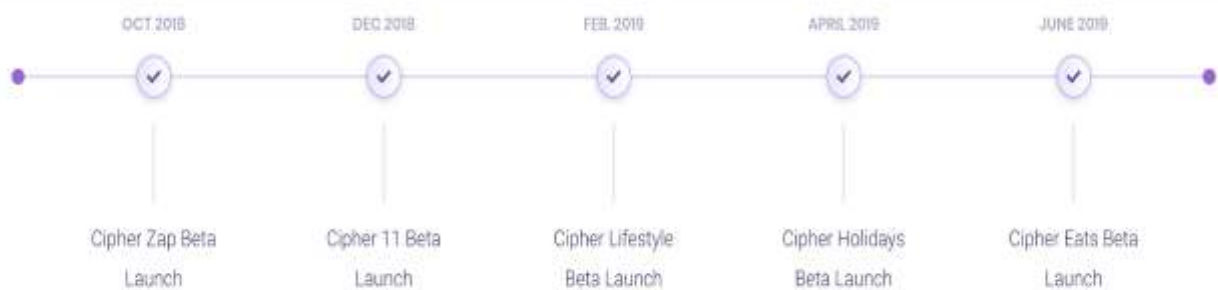 OCT 2018
DEC 2018
FEB. 2019
APRIL 2019
JUNE 2019
Cipher Zap Beta
Launch
Cipher 11 Beta
Launch
Cipher Lifestyle
Beta Launch
Cipher Holidays
Beta Launch
Cipher Eats Beta
Launch